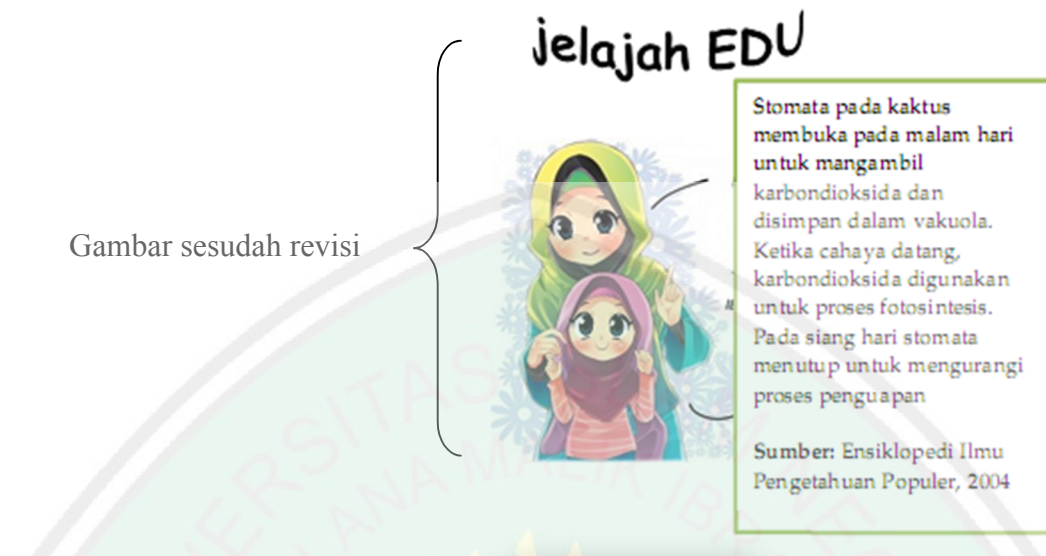 jelajah EDU
Stomata pada kaktus
membuka pada malam hari
untuk mangambil
karbondioksida dan
disimpan dalam vakuola.
Ketika cahaya datang,
karbondioksida digunakan
untuk proses fotosintesis.
Pada siang hari stomata
menutup untuk mengurangi
proses penguapan
Sumber: Ensiklopedi Ilmu
Pengetahuan Populer, 2004
Gambar sesudah revisi